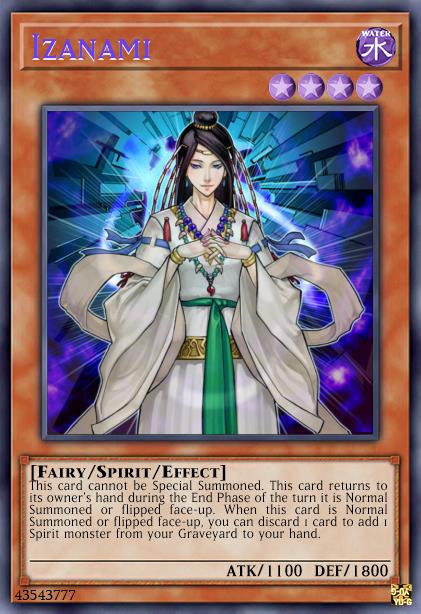 Izanami
WATER
水
[Fairy/Spirit/Effect]
This card cannot be Special Summoned. This card returns to
its owner's hand during the End Phase of the turn it is Normal
Summoned or flipped face-up. When this card is Normal
Summoned or flipped face-up, you can discard 1 card to add 1
Spirit monster from your Graveyard to your hand.
ATK/1100 DEF/1800
43543777